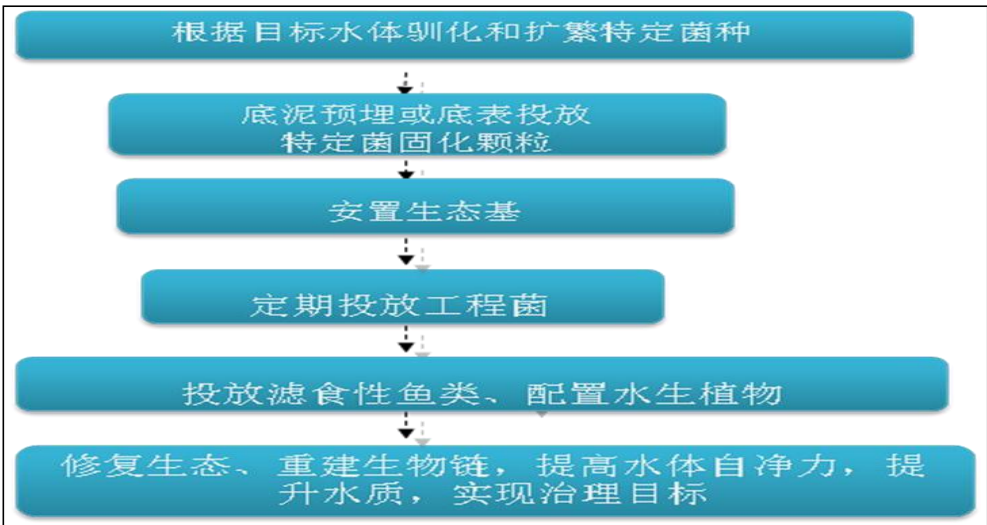 根据目标水体驯化和扩繁特定菌种
底泥预埋或底表投放
特定菌固化颗粒
安置生态基
定期投放工程菌
投放滤食性鱼类、配置水生植物
修复生态、重建生物链，提高水体自净力，提
升水质，实现治理目标